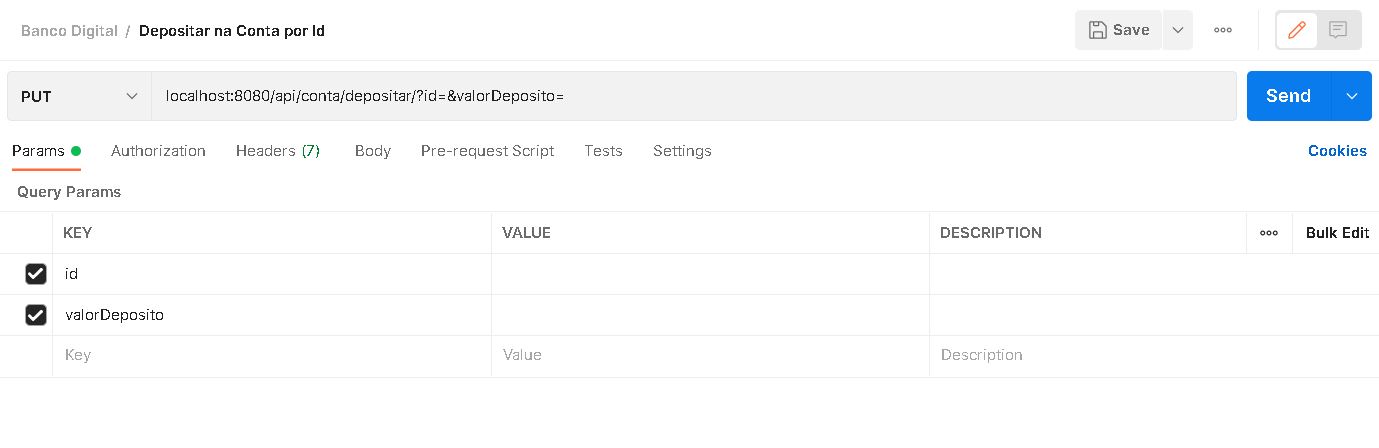 Banco Digital / Depositar na Conta por Id
Save
PUT
localhost:8080/api/conta/depositar/?id=&valorDeposito=
Send
Params Authorization Headers (7) Body Pre-request Script Tests Settings Cookies
Query Params
KEY VALUE DESCRIPTION Bulk Edit
id
valorDeposito
Key Value Description